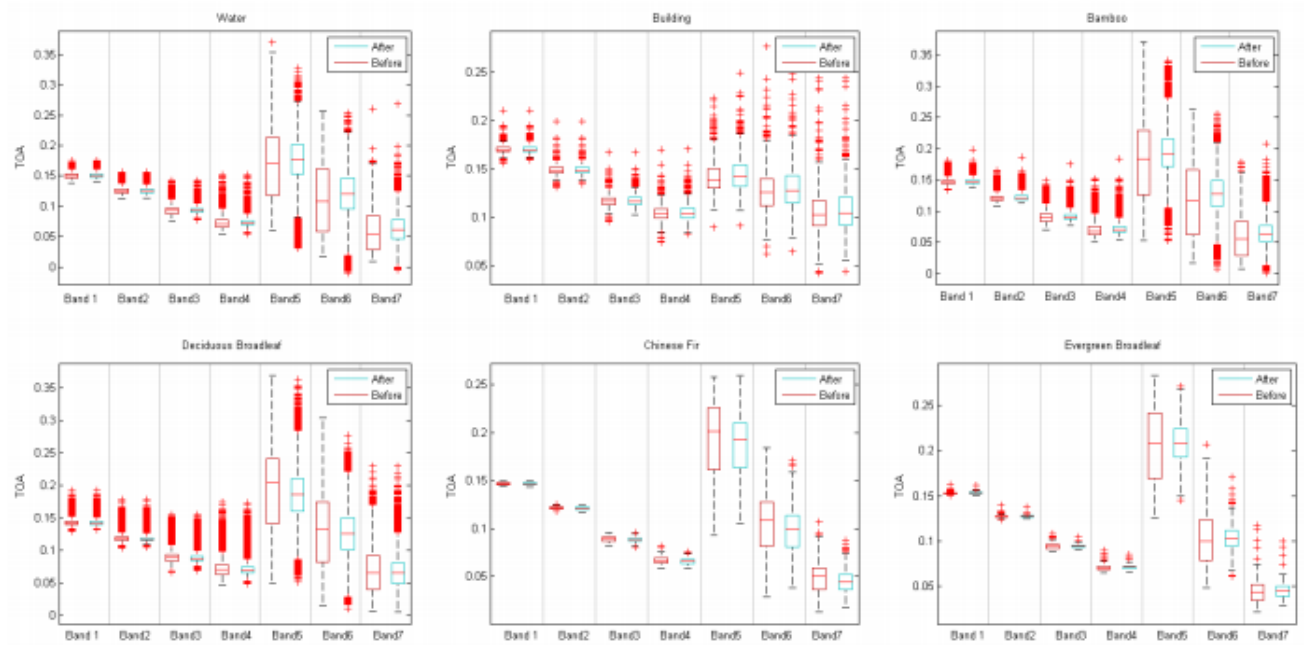 Water
After
Before
0.35
0.3
0.25
0.2
0.15
0.1
0.05
0
TOA
Band 1 Band2 Band3 Band4 Band5 Band6 Band7
Building
After
Before
0.25
0.2
0.15
0.1
0.05
TOA
Band 1 Band2 Band3 Band4 Band5 Band6 Band7
Bamboo
After
Before
0.35
0.3
0.25
0.2
0.15
0.1
0.05
0
TOA
Band 1 Band2 Band3 Band4 Band5 Band6 Band7
Deciduous Broadleaf
After
Before
0.35
0.3
0.25
0.2
0.15
0.1
0.05
0
TOA
Band 1 Band2 Band3 Band4 Band5 Band6 Band7
Chinese Fir
After
Before
0.25
0.2
0.15
0.1
0.05
TOA
Band 1 Band2 Band3 Band4 Band5 Band6 Band7
Evergreen Broadleaf
After
Before
0.25
0.2
0.15
0.1
0.05
TOA
Band 1 Band2 Band3 Band4 Band5 Band6 Band7